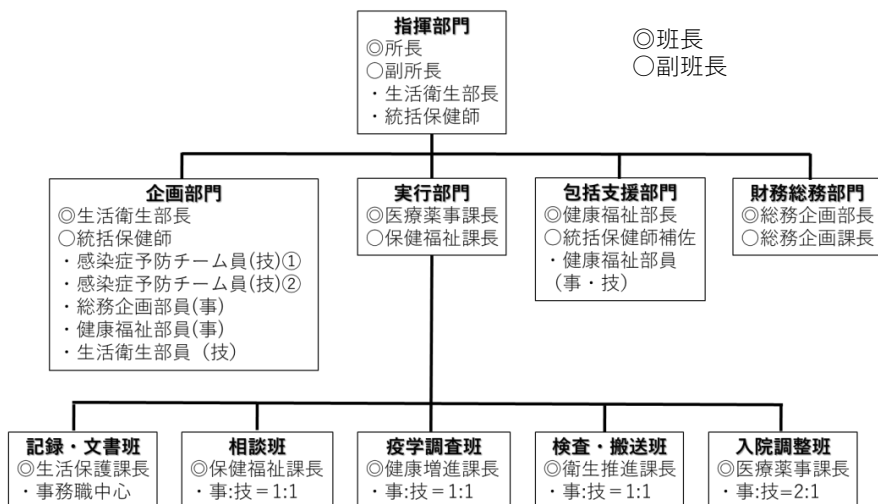 指揮部門
◎所長
○副所長
・生活衛生部長
・統括保健師
◎班長
○副班長
企画部門
◎生活衛生部長
○統括保健師
・感染症予防チーム員(技)①
・感染症予防チーム員(技)②
・総務企画部員(事)
・健康福祉部員(事)
・生活衛生部員（技）
実行部門
◎医療薬事課長
○保健福祉課長
包括支援部門
◎健康福祉部長
○統括保健師補佐
・健康福祉部員
（事・技）
財務総務部門
◎総務企画部長
○総務企画課長
記録・文書班
◎生活保護課長
・事務職中心
相談班
◎保健福祉課長
・事:技＝1:1
疫学調査班
◎健康増進課長
・事:技＝1:1
検査・搬送班
◎衛生推進課長
・事:技＝1:1
入院調整班
◎医療薬事課長
・事:技=2:1